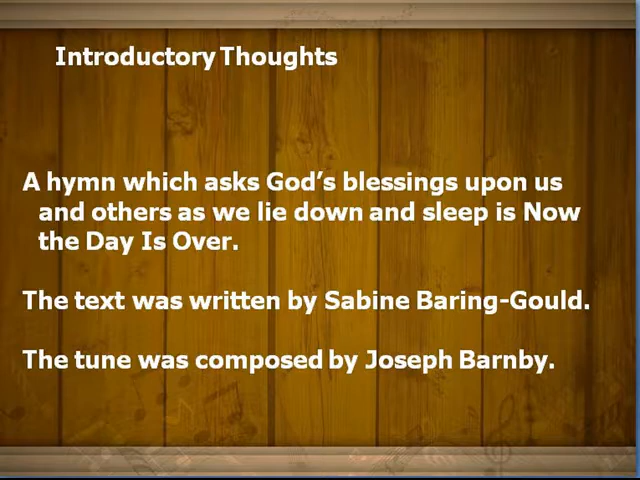 Introductory Thoughts
A hymn which asks God's blessings upon us
and others as we lie down and sleep is Now
the Day Is Over.
The text was written by Sabine Baring-Gould.
The tune was composed by Joseph Barnby.